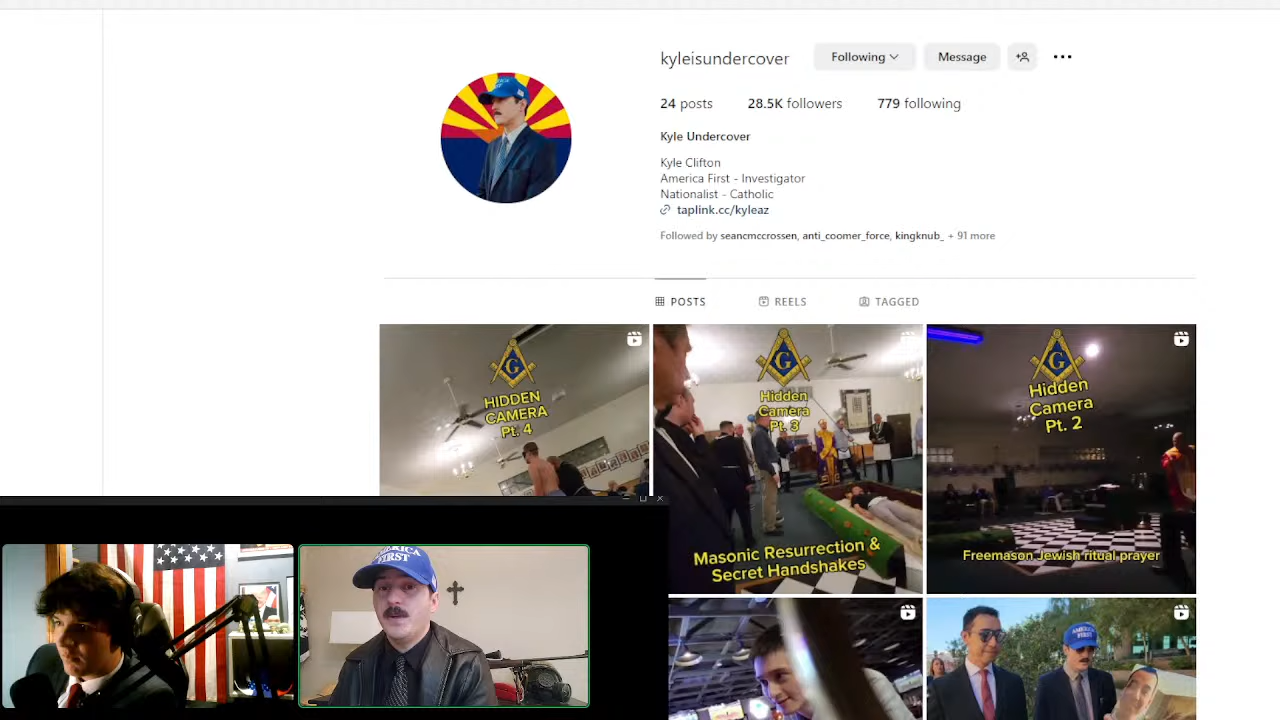 kyleisundercover
Following
Message
24 posts
28.5K followers
779 following
Kyle Undercover
Kyle Clifton
America First - Investigator
Nationalist - Catholic
taplink.cc/kyleaz
Followed by seancmccrossen, anti_coomer_force, kingknub_ + 91 more
POSTS
REELS
TAGGED
G
HIDDEN
CAMERA
Pt. 4
G
Hidden
Camera
Pt. 3
Masonic Resurrection &
Secret Handshakes
G
Hidden
Camera
Pt. 2
Freemason Jewish ritual prayer
AMERICA
FIRST
AMERICA
FIRST